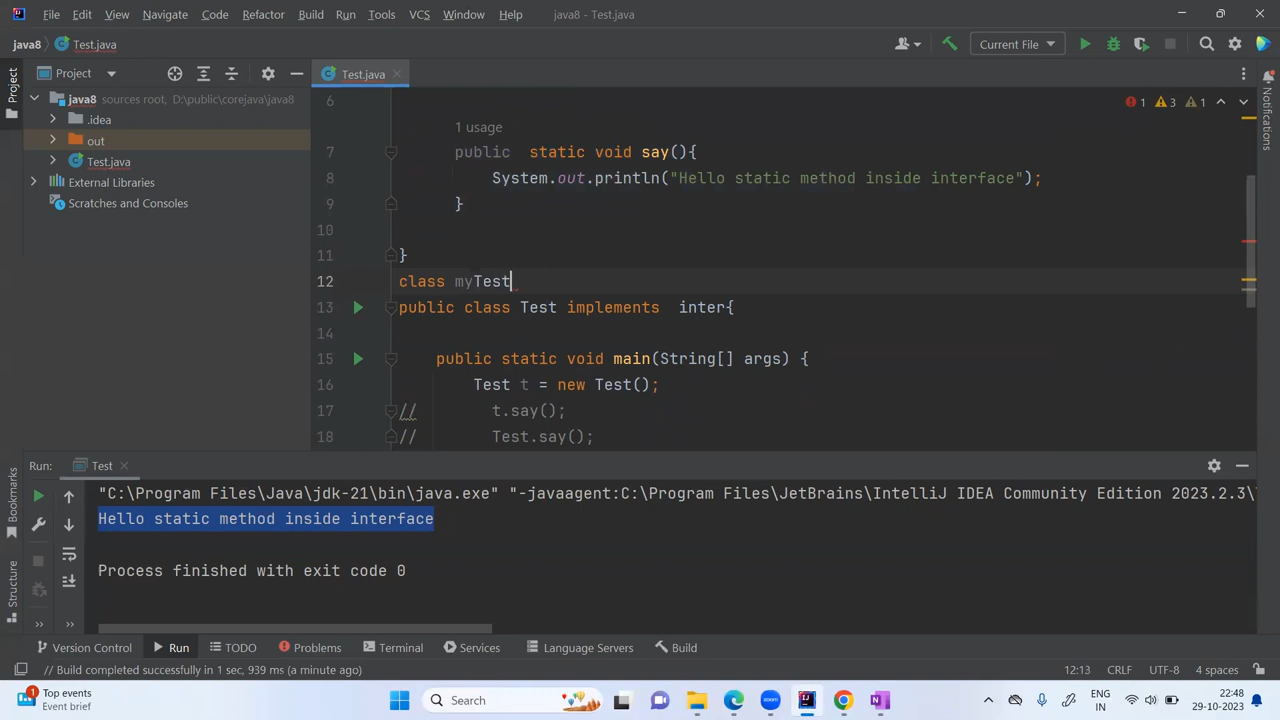 File Edit View Navigate Code Refactor Build Run Tools VCS Window Help java8 - Test.java
java8 Test.java Current File
Project Test.java
java8 sources root, D:\public\corejava\java8
.idea
out
Test.java
External Libraries
Scratches and Consoles
Project
Bookmarks
Structure
Notifications
1 3 1
6
1 usage
7 public static void say(){
8 System.out.println("Hello static method inside interface");
9 }
10
11 }
12 class myTest
13 public class Test implements inter{
14
15 public static void main(String[] args) {
16 Test t = new Test();
17 // t.say();
18 // Test.say();
Run: Test
"C:\Program Files\Java\jdk-21\bin\java.exe" "-javaagent:C:\Program Files\JetBrains\IntelliJ IDEA Community Edition 2023.2.3\
Hello static method inside interface
Process finished with exit code 0
Version Control Run TODO Problems Terminal Services Language Servers Build
// Build completed successfully in 1 sec, 939 ms (a minute ago) 12:13 CRLF UTF-8 4 spaces
1 Top events
Event brief
Search
zoom
ENG
IN
22:48
29-10-2023